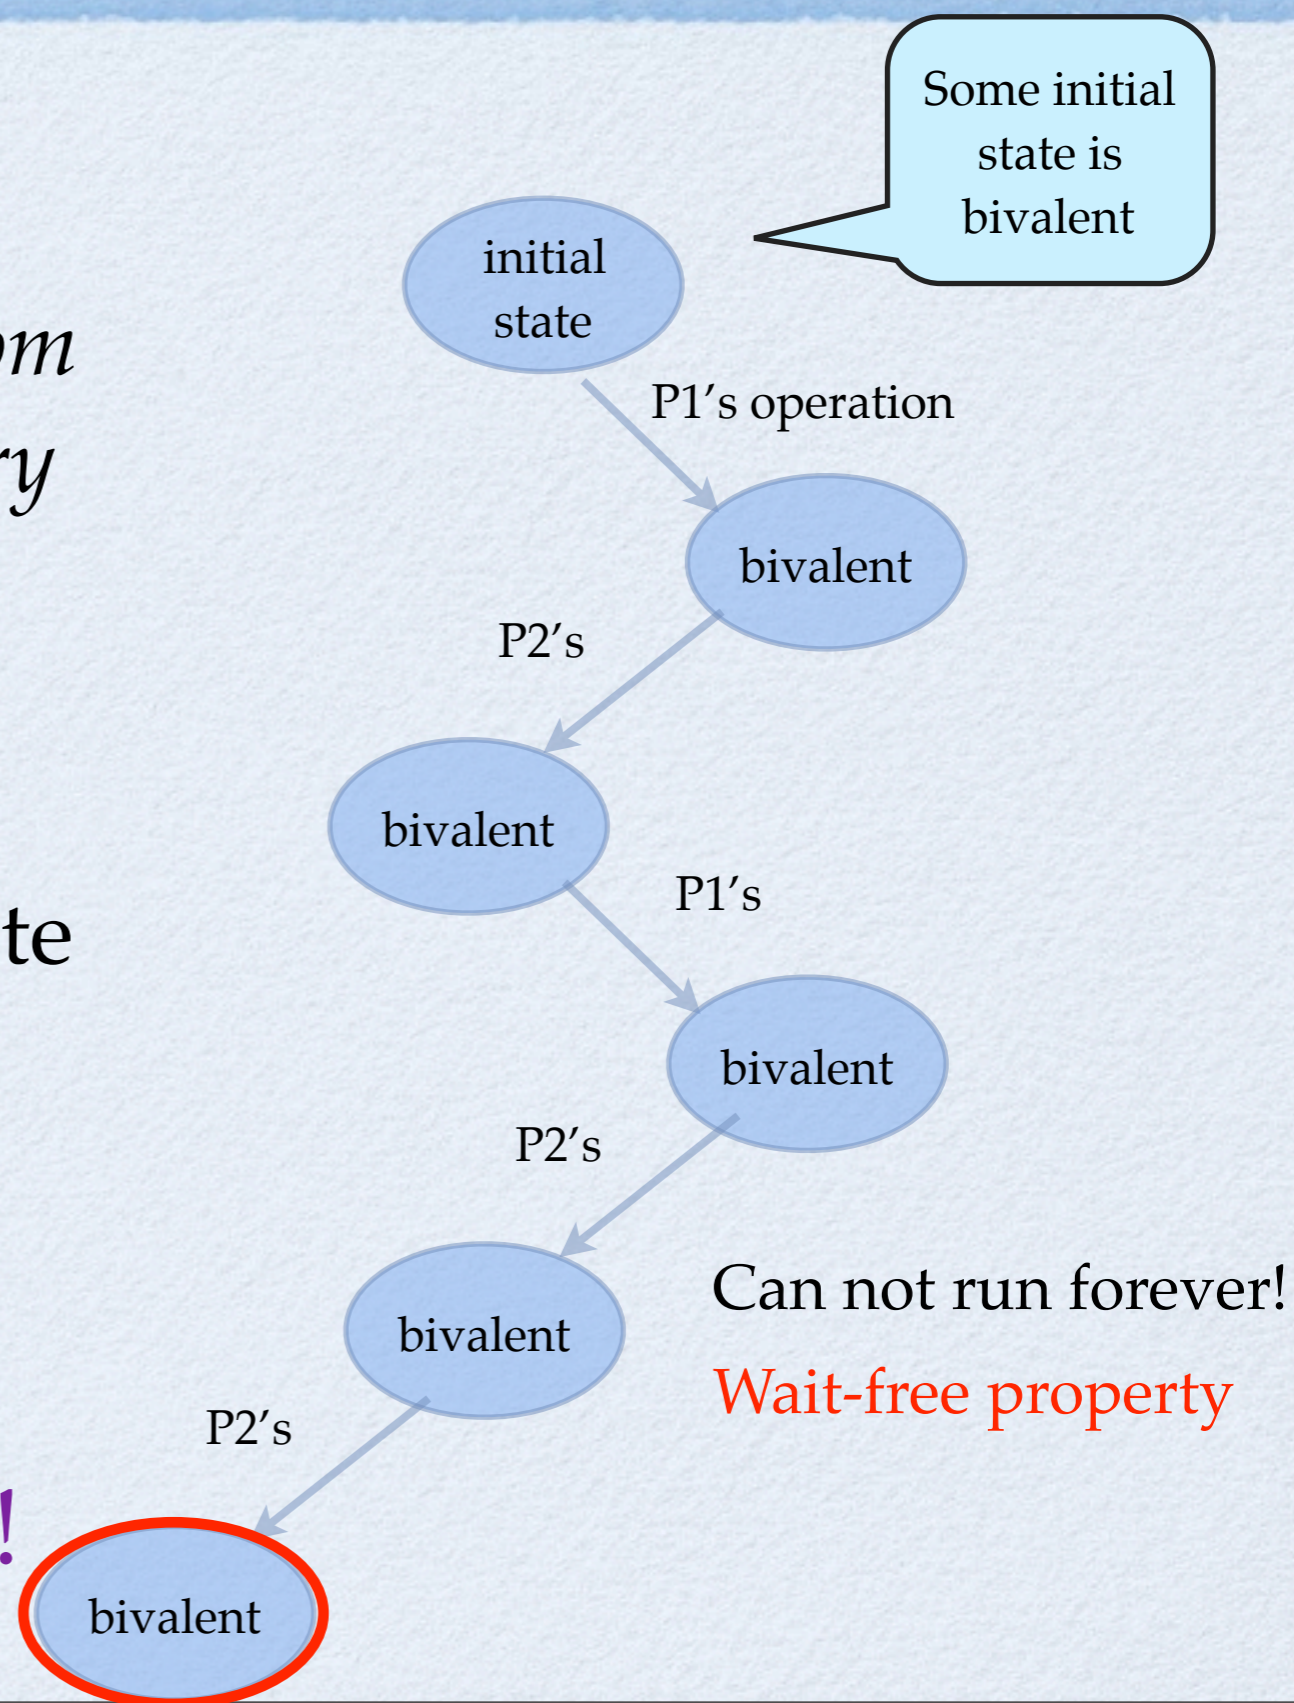 Some initial
state is
bivalent
initial
state
P1's operation
bivalent
P2's
bivalent
P1's
te
bivalent
P2's
Can not run forever!
bivalent
Wait-free property
P2's
!
bivalent